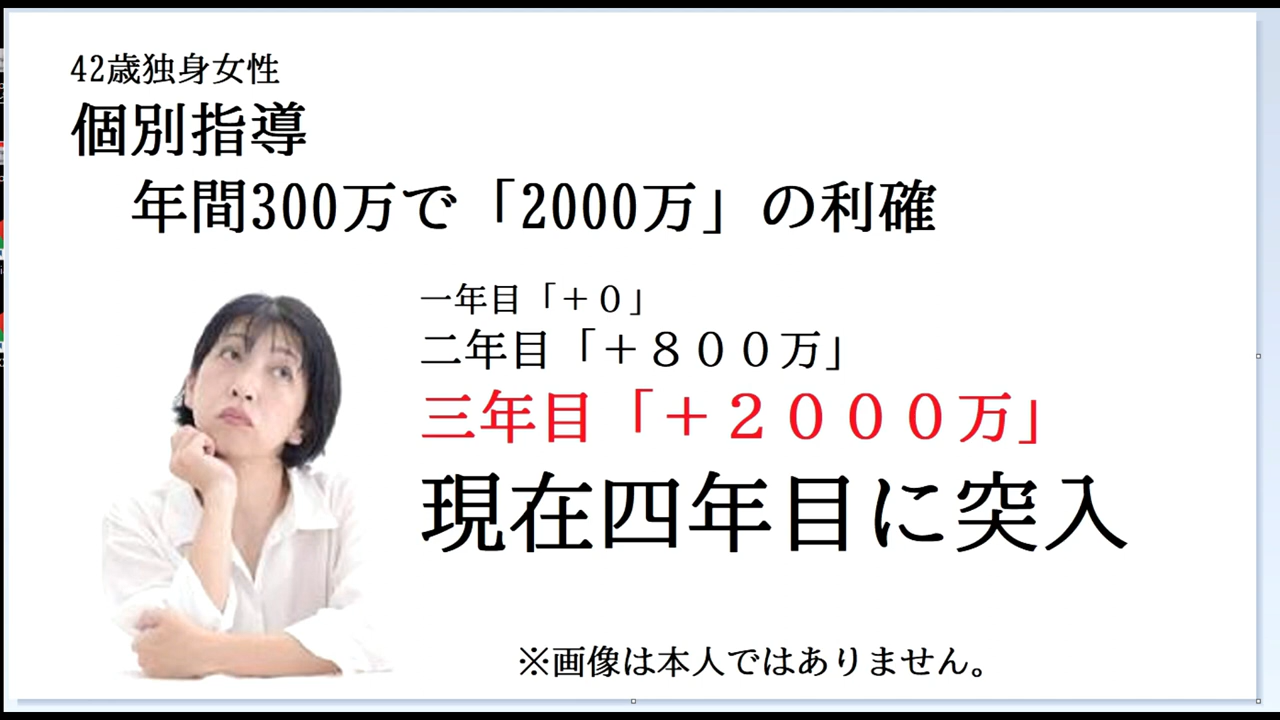 42歳独身女性
個別指導
年間300万で「2000万」の利確
一年目「＋０」
二年目「＋８００万」
三年目「＋２０００万」
現在四年目に突入
※画像は本人ではありません。